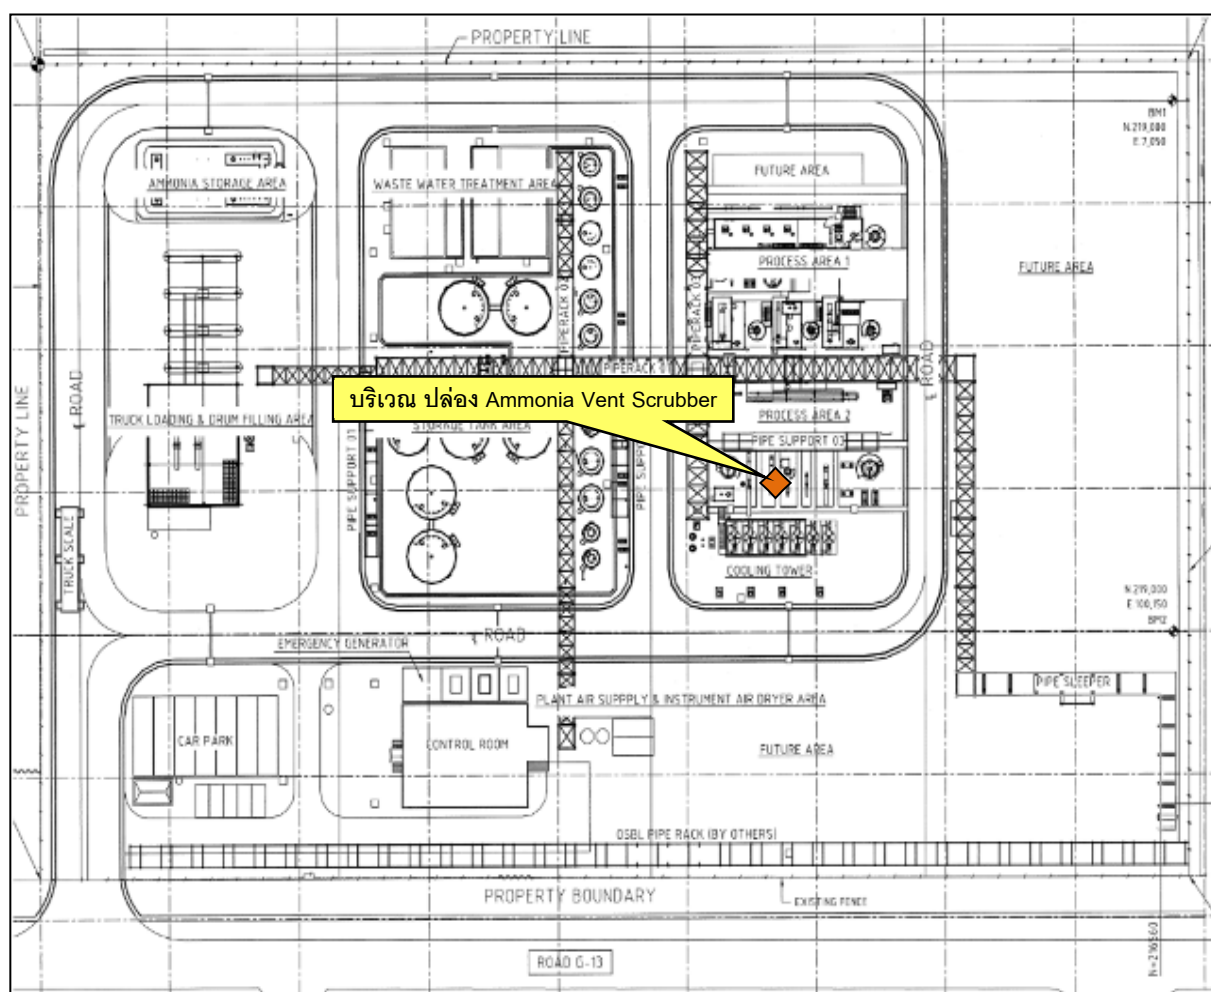 PROPERTY LINE
BM1
N.219,080
E.7,050
AMMONIA STORAGE AREA
WASTE WATER TREATMENT AREA
FUTURE AREA
PROCESS AREA 1
FUTURE AREA
PIPERACK 02
PIPERACK 03
PIPERACK 01
ROAD
ROAD
PROPERTY LINE
บริเวณ ปล่อง Ammonia Vent Scrubber
TRUCK LOADING & DRUM FILLING AREA
STORAGE TANK AREA
PROCESS AREA 2
PIPE SUPPORT 03
PIPE SUPPORT 01
PIPE SUPP
TRUCK SCALE
COOLING TOWER
N.219,000
E.100,150
BM2
ROAD
EMERGENCY GENERATOR
PIPE SLEEPER
PLANT AIR SUPPPLY & INSTRUMENT AIR DRYER AREA
CAR PARK
CONTROL ROOM
FUTURE AREA
OSBL PIPE RACK (BY OTHERS)
PROPERTY BOUNDARY
EXISTING FENCE
ROAD G-13